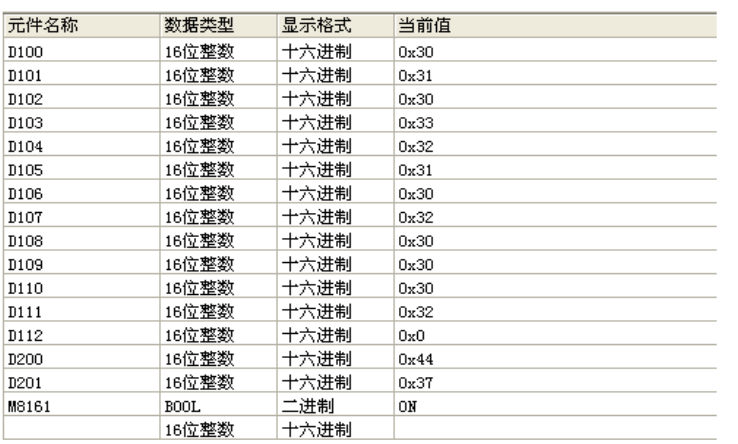 元件名称 数据类型 显示格式 当前值
D100 16位整数 十六进制 0x30
D101 16位整数 十六进制 0x31
D102 16位整数 十六进制 0x30
D103 16位整数 十六进制 0x33
D104 16位整数 十六进制 0x32
D105 16位整数 十六进制 0x31
D106 16位整数 十六进制 0x30
D107 16位整数 十六进制 0x32
D108 16位整数 十六进制 0x30
D109 16位整数 十六进制 0x30
D110 16位整数 十六进制 0x30
D111 16位整数 十六进制 0x32
D112 16位整数 十六进制 0x0
D200 16位整数 十六进制 0x44
D201 16位整数 十六进制 0x37
M8161 BOOL 二进制 ON
16位整数 十六进制